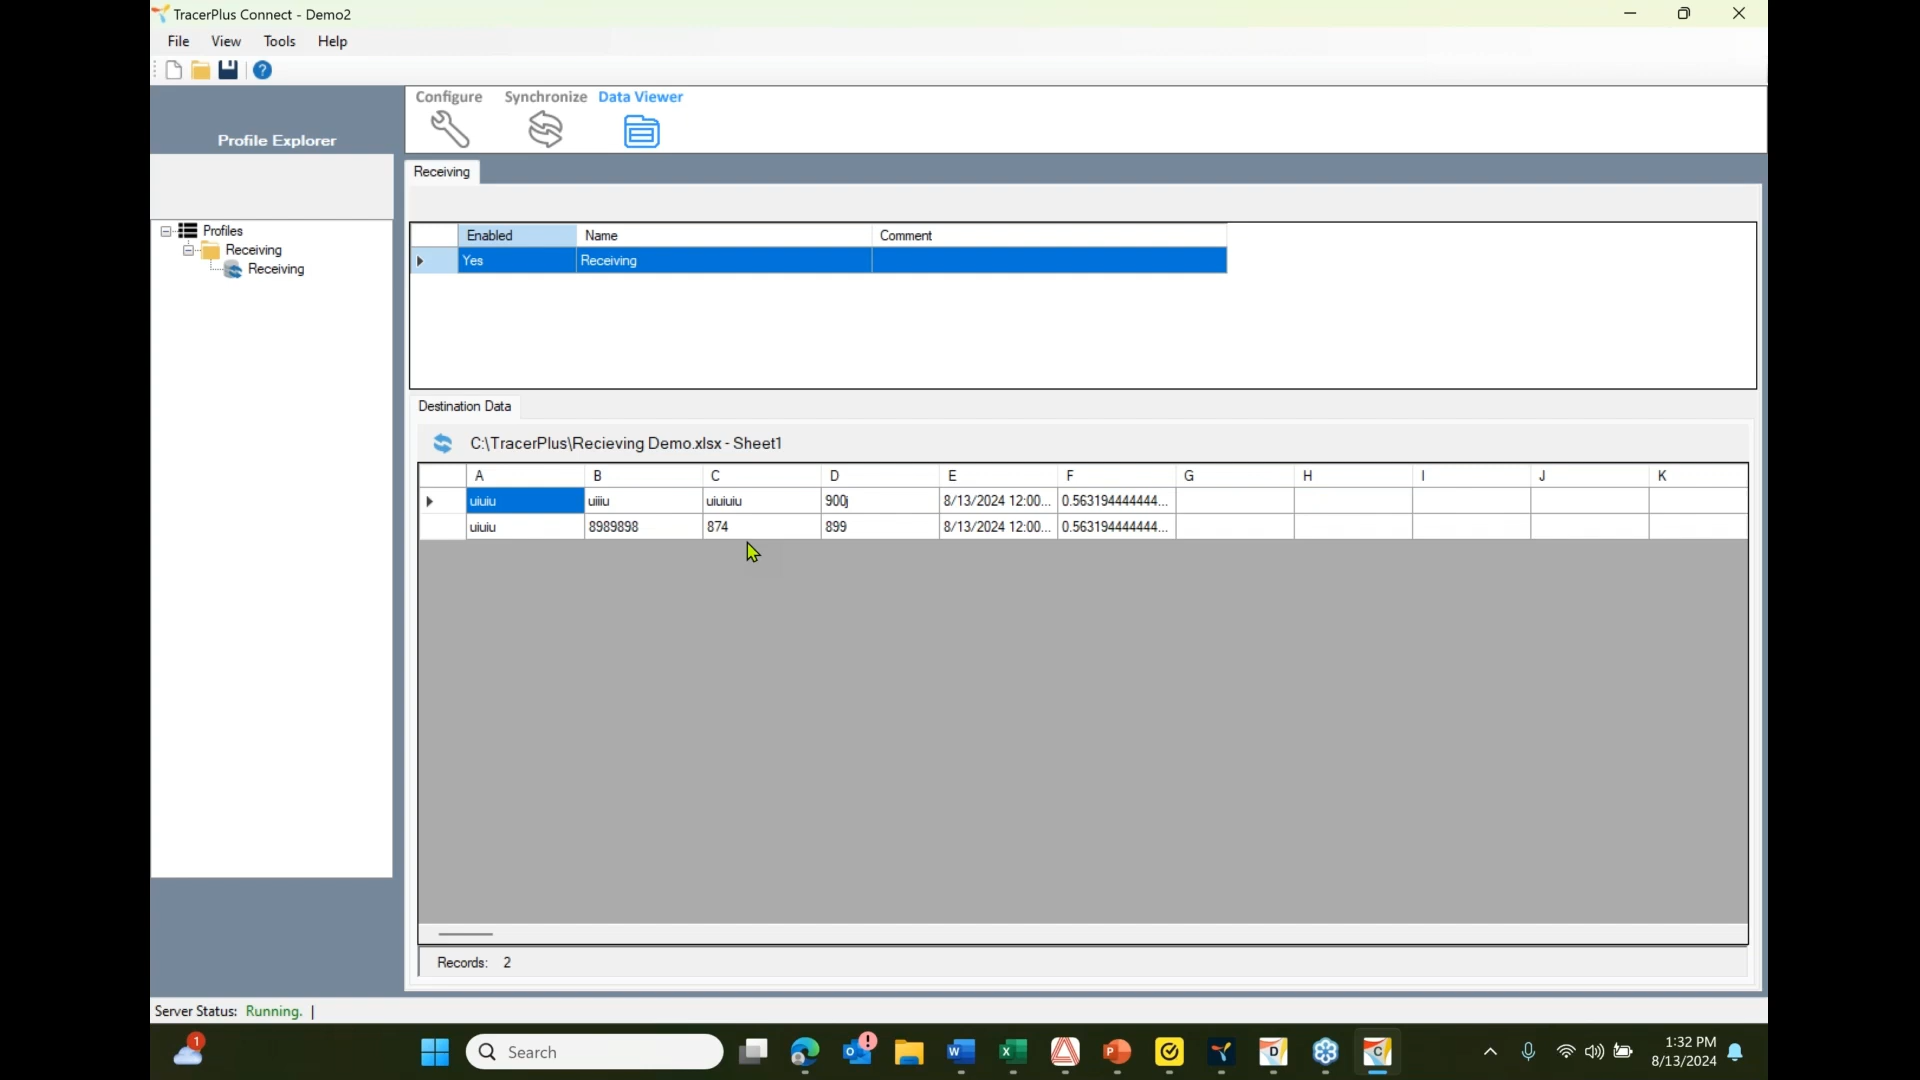 TracerPlus Connect - Demo2
File View Tools Help
Configure Synchronize Data Viewer
Profile Explorer
Receiving
Profiles
Receiving
Receiving
Enabled Name Comment
Yes Receiving
Destination Data
C:\TracerPlus\Recieving Demo.xlsx - Sheet1
A B C D E F G H I J K
uiuiu uiiiu uiuiuiu 900j 8/13/2024 12:00... 0.563194444444...
uiuiu 8989898 874 899 8/13/2024 12:00... 0.563194444444...
Records: 2
Server Status: Running. |
1
Search
1:32 PM
8/13/2024